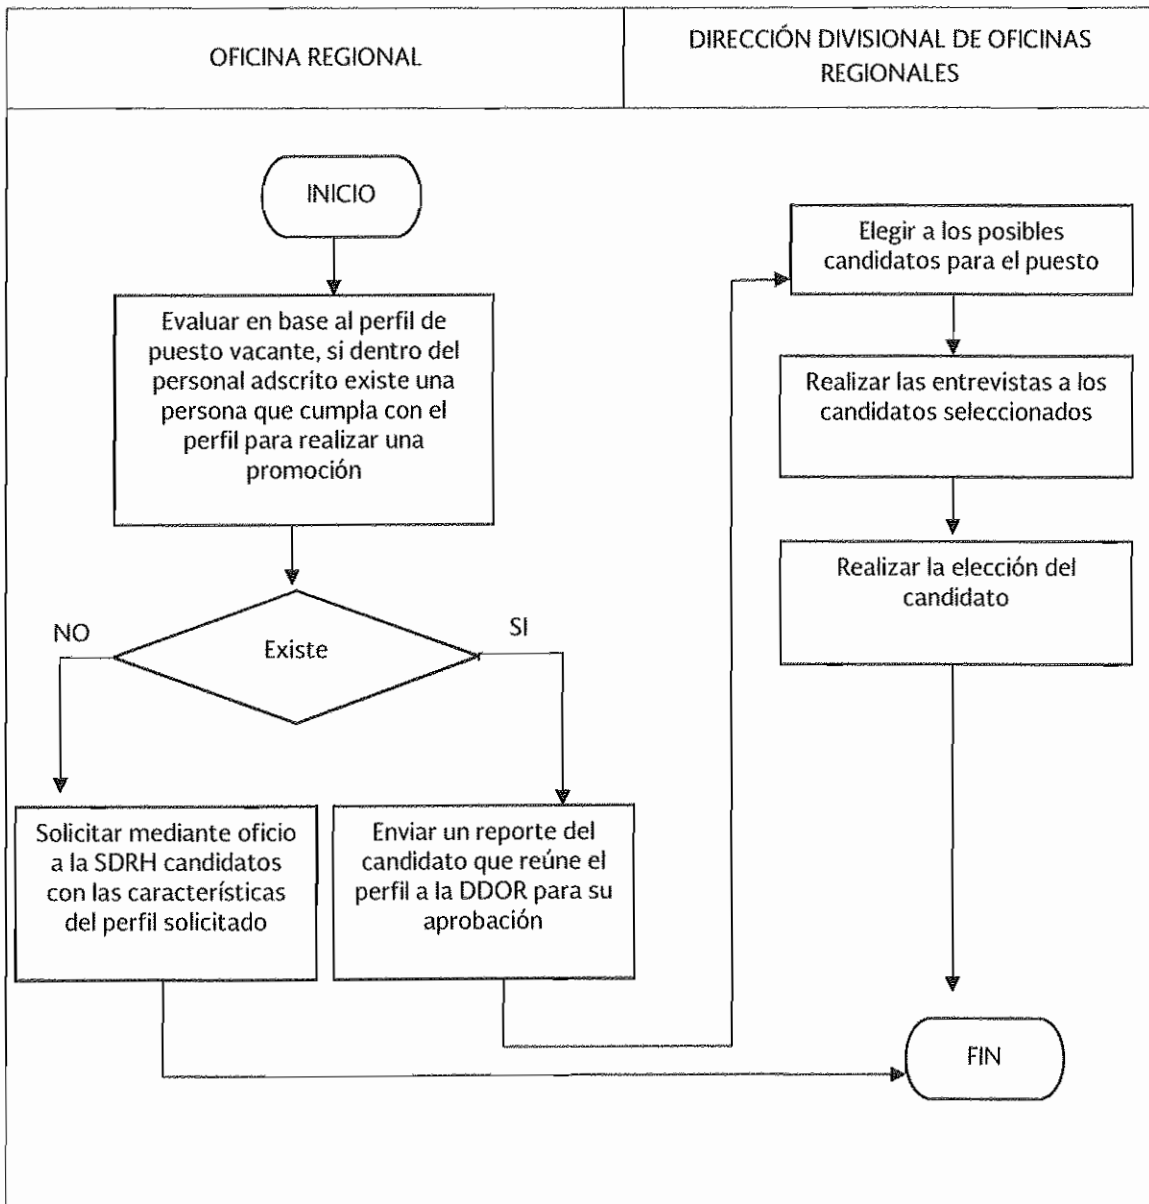 OFICINA REGIONAL
DIRECCIÓN DIVISIONAL DE OFICINAS
REGIONALES
INICIO
Evaluar en base al perfil de
puesto vacante, si dentro del
personal adscrito existe una
persona que cumpla con el
perfil para realizar una
promoción
Existe
NO
SI
Solicitar mediante oficio
a la SDRH candidatos
con las características
del perfil solicitado
Enviar un reporte del
candidato que reúne el
perfil a la DDOR para su
aprobación
Elegir a los posibles
candidatos para el puesto
Realizar las entrevistas a los
candidatos seleccionados
Realizar la elección del
candidato
FIN